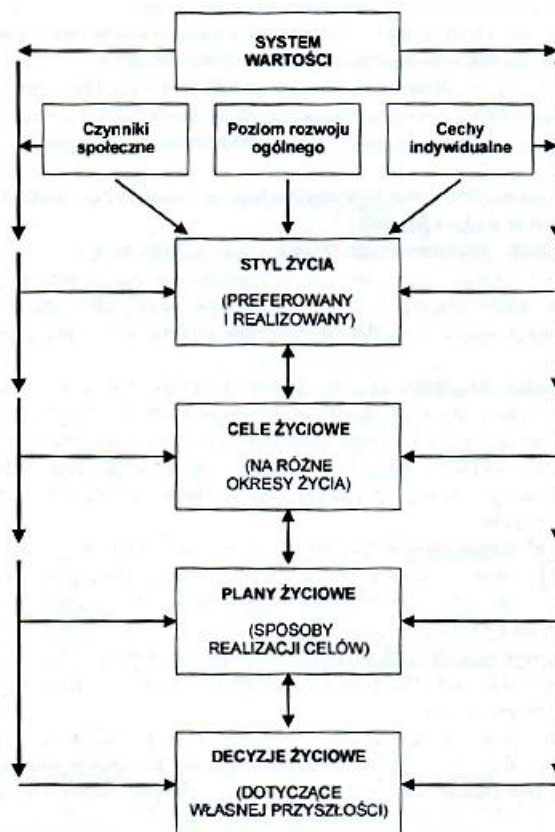 SYSTEM
WARTOŚCI
Czynniki
społeczne
Poziom rozwoju
ogólnego
Cechy
indywidualne
STYL ŻYCIA
(PREFEROWANY
I REALIZOWANY)
CELE ŻYCIOWE
(NA RÓŻNE
OKRESY ŻYCIA)
PLANY ŻYCIOWE
(SPOSOBY
REALIZACJI CELÓW)
DECYZJE ŻYCIOWE
(DOTYCZĄCE
WŁASNEJ PRZYSZŁOŚCI)